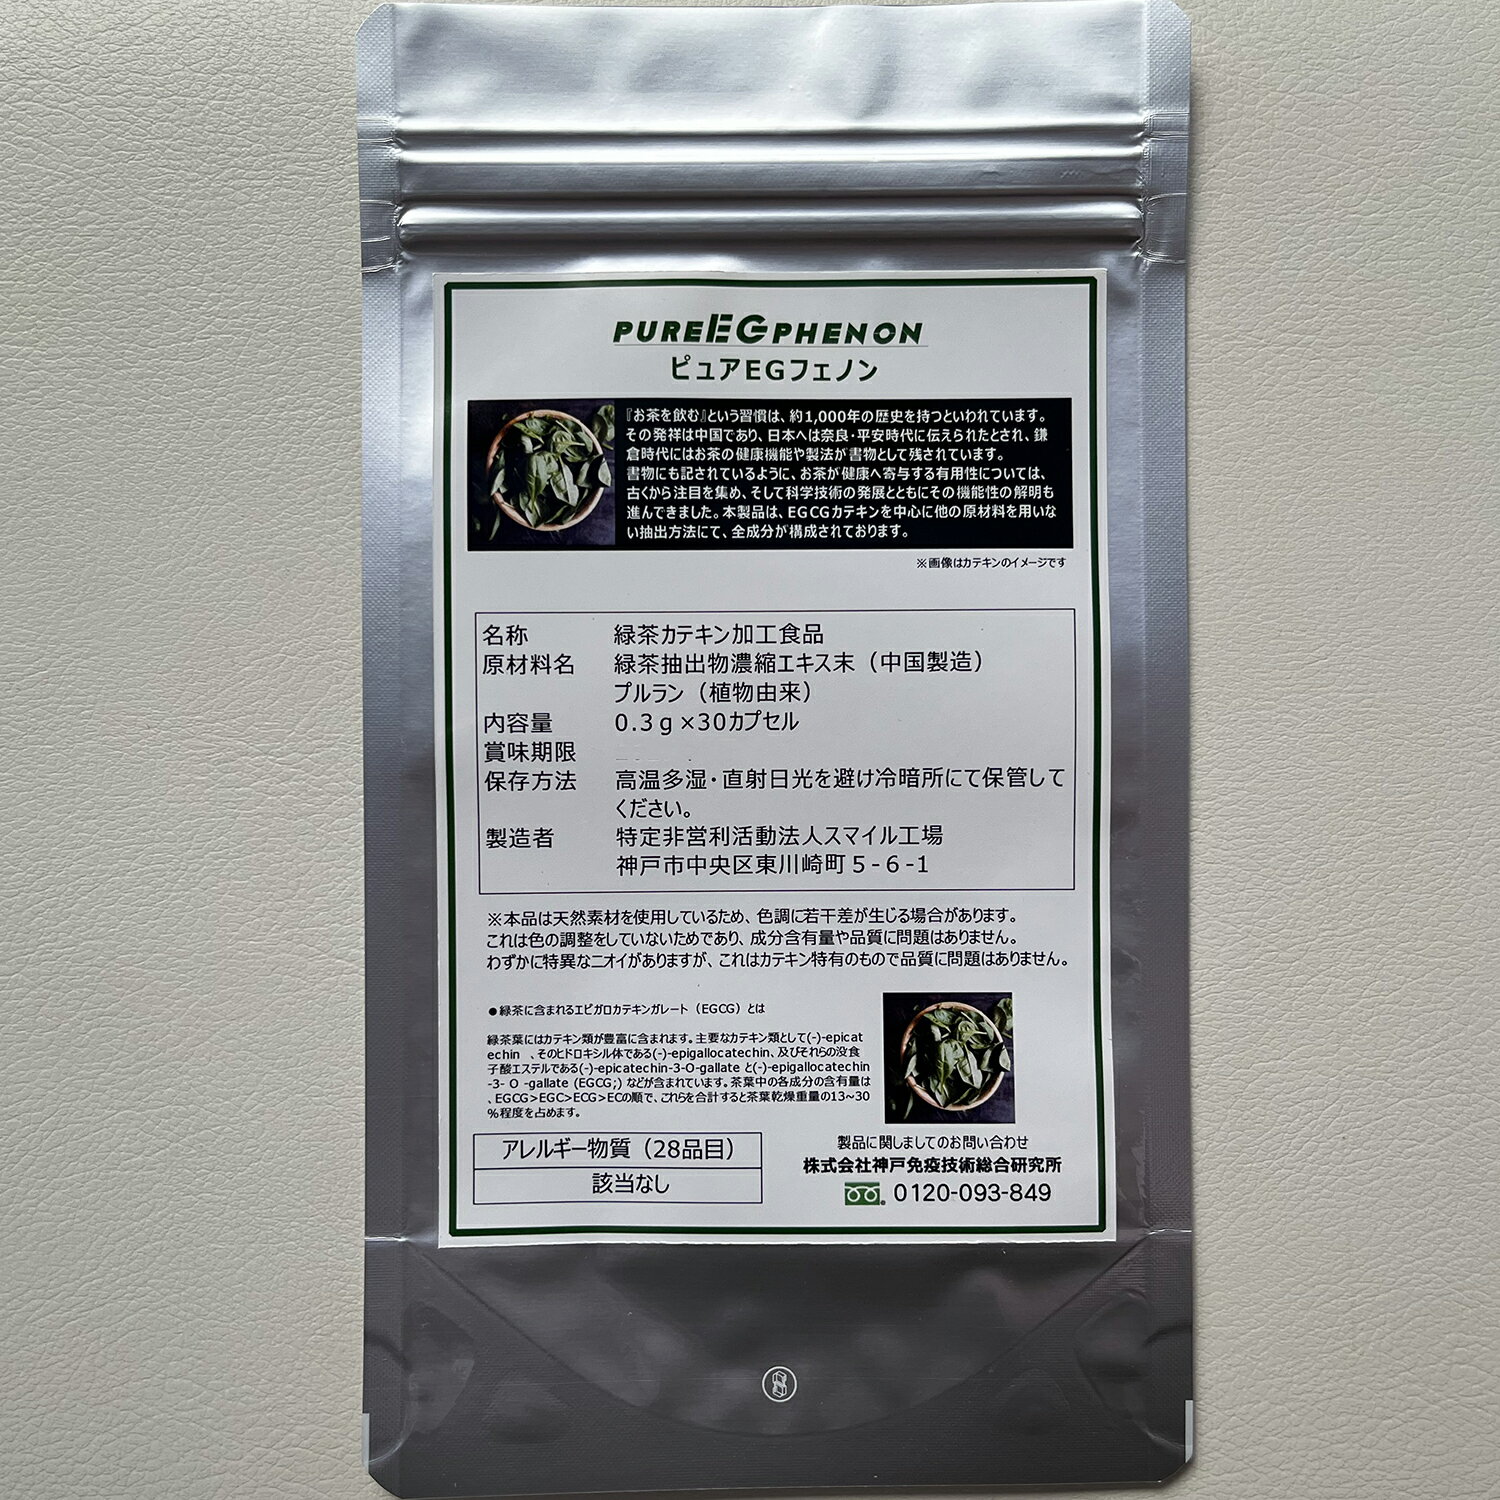 PUREEGPHENON
ピュアEGフェノン
『お茶を飲む』という習慣は、約1,000年の歴史を持つといわれています。
その発祥は中国であり、日本へは奈良・平安時代に伝えられたとされ、鎌
倉時代にはお茶の健康機能や製法が書物として残されています。
書物にも記されているように、お茶が健康へ寄与する有用性については、
古くから注目を集め、そして科学技術の発展とともにその機能性の解明も
進んできました。本製品は、EGCGカテキンを中心に他の原材料を用いな
い抽出方法にて、全成分が構成されております。
※画像はカテキンのイメージです
名称 緑茶カテキン加工食品
原材料名 緑茶抽出物濃縮エキス末（中国製造）
プルラン（植物由来）
内容量 0.3ｇ×30カプセル
賞味期限
保存方法 高温多湿・直射日光を避け冷暗所にて保管して
ください。
製造者 特定非営利活動法人スマイル工場
神戸市中央区東川崎町５-６-1
※本品は天然素材を使用しているため、色調に若干差が生じる場合があります。
これは色の調整をしていないためであり、成分含有量や品質に問題はありません。
わずかに特異なニオイがありますが、これはカテキン特有のもので品質に問題はありません。
●緑茶に含まれるエピガロカテキンガレート（EGCG）とは
緑茶葉にはカテキン類が豊富に含まれます。主要なカテキン類として(-)-epicat
echin 、そのヒドロキシル体である(-)-epigallocatechin、及びそれらの没食
子酸エステルである(-)-epicatechin-3-O-gallate と(-)-epigallocatechin
-3- O -gallate (EGCG;) などが含まれています。茶葉中の各成分の含有量は
、EGCG>EGC>ECG>ECの順で、これらを合計すると茶葉乾燥重量の13~30
%程度を占めます。
アレルギー物質（28品目）
該当なし
製品に関しましてのお問い合わせ
株式会社神戸免疫技術総合研究所
0120-093-849